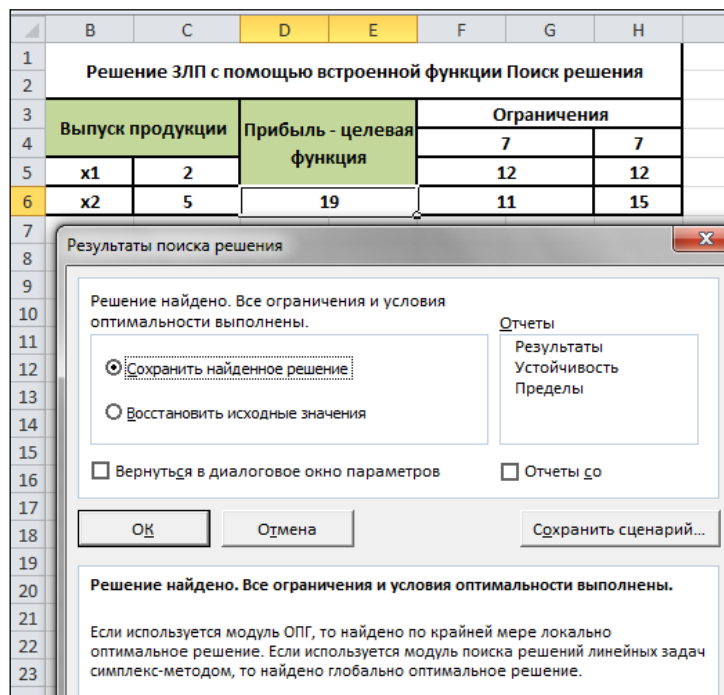 B C D E F G H
1
2 Решение ЗЛП с помощью встроенной функции Поиск решения
3 Выпуск продукции Прибыль - целевая Ограничения
4 функция 7 7
5 x1 2 12 12
6 x2 5 19 11 15
7
8 Результаты поиска решения
9
10 Решение найдено. Все ограничения и условия
оптимальности выполнены. Отчеты
11 Результаты
12 Сохранить найденное решение Устойчивость
13 Пределы
14 Восстановить исходные значения
15
16 Вернуться в диалоговое окно параметров Отчеты со
17
18 ОК Отмена Сохранить сценарий...
19
20 Решение найдено. Все ограничения и условия оптимальности выполнены.
21
22 Если используется модуль ОПГ, то найдено по крайней мере локально
оптимальное решение. Если используется модуль поиска решений линейных задач
23 симплекс-методом, то найдено глобально оптимальное решение.